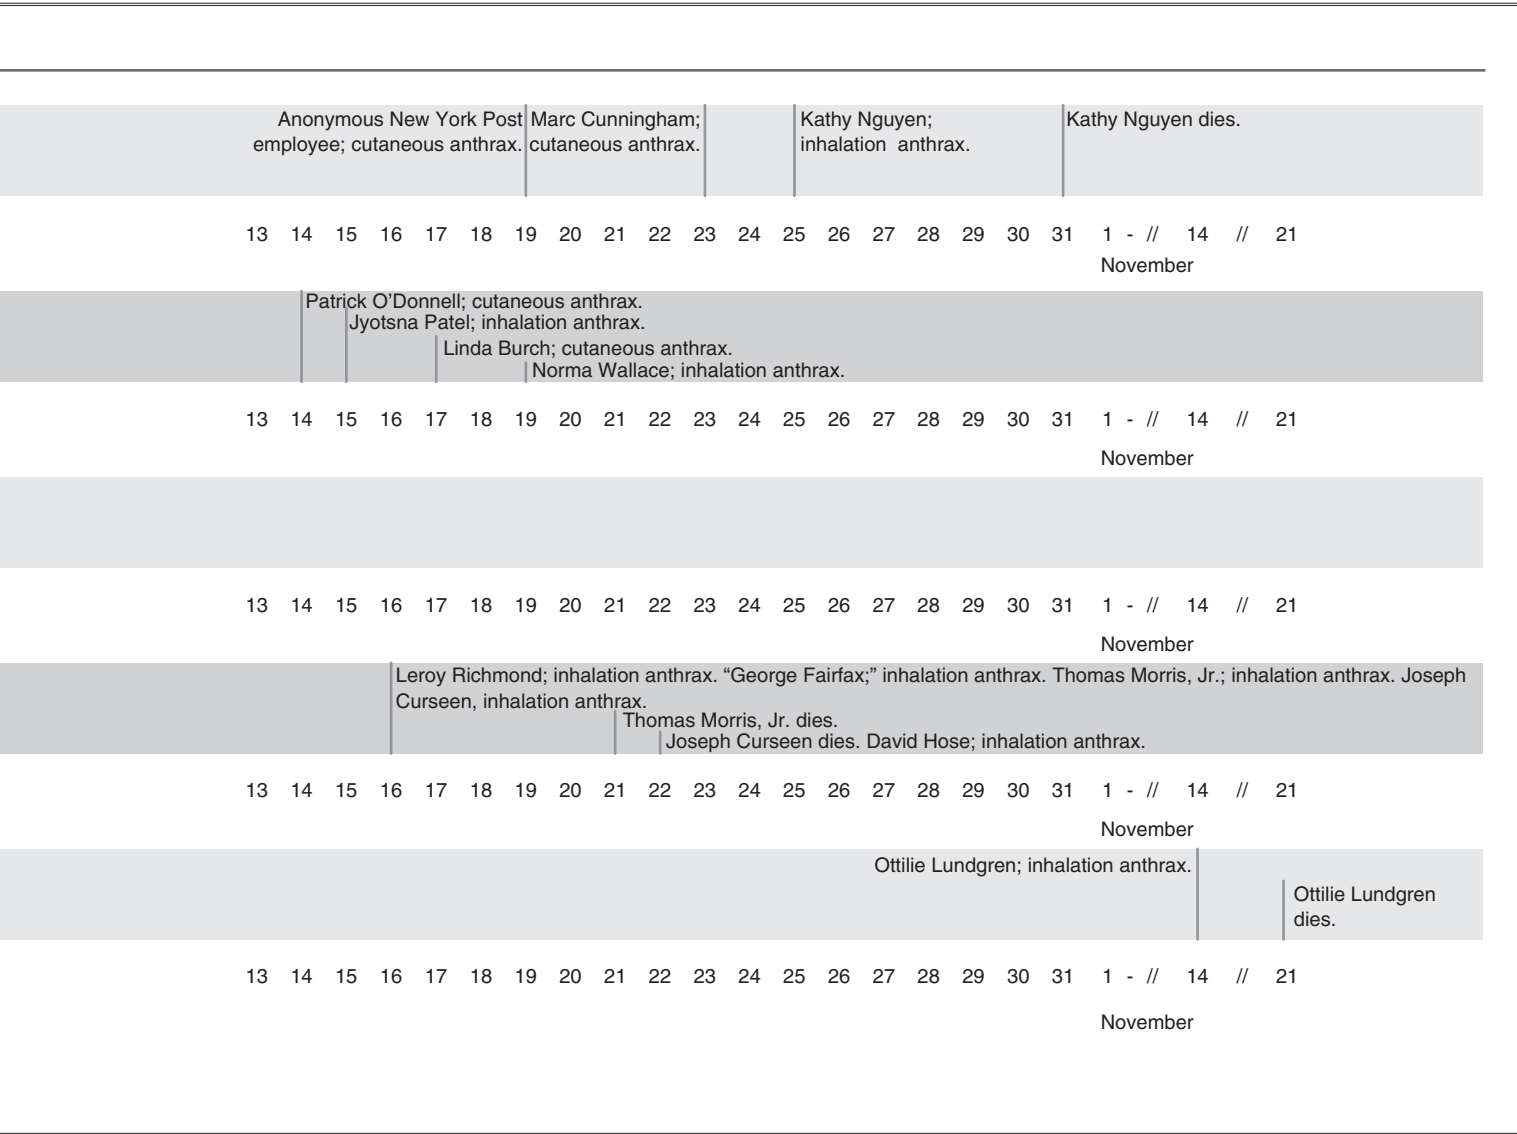 Anonymous New York Post
employee; cutaneous anthrax.
Marc Cunningham;
cutaneous anthrax.
Kathy Nguyen;
inhalation anthrax.
Kathy Nguyen dies.
13 14 15 16 17 18 19 20 21 22 23 24 25 26 27 28 29 30 31 1 - // 14 // 21
November
Patrick O’Donnell; cutaneous anthrax.
Jyotsna Patel; inhalation anthrax.
Linda Burch; cutaneous anthrax.
Norma Wallace; inhalation anthrax.
13 14 15 16 17 18 19 20 21 22 23 24 25 26 27 28 29 30 31 1 - // 14 // 21
November
13 14 15 16 17 18 19 20 21 22 23 24 25 26 27 28 29 30 31 1 - // 14 // 21
November
Leroy Richmond; inhalation anthrax. “George Fairfax;” inhalation anthrax. Thomas Morris, Jr.; inhalation anthrax. Joseph
Curseen, inhalation anthrax.
Thomas Morris, Jr. dies.
Joseph Curseen dies. David Hose; inhalation anthrax.
13 14 15 16 17 18 19 20 21 22 23 24 25 26 27 28 29 30 31 1 - // 14 // 21
November
Ottilie Lundgren; inhalation anthrax.
Ottilie Lundgren
dies.
13 14 15 16 17 18 19 20 21 22 23 24 25 26 27 28 29 30 31 1 - // 14 // 21
November